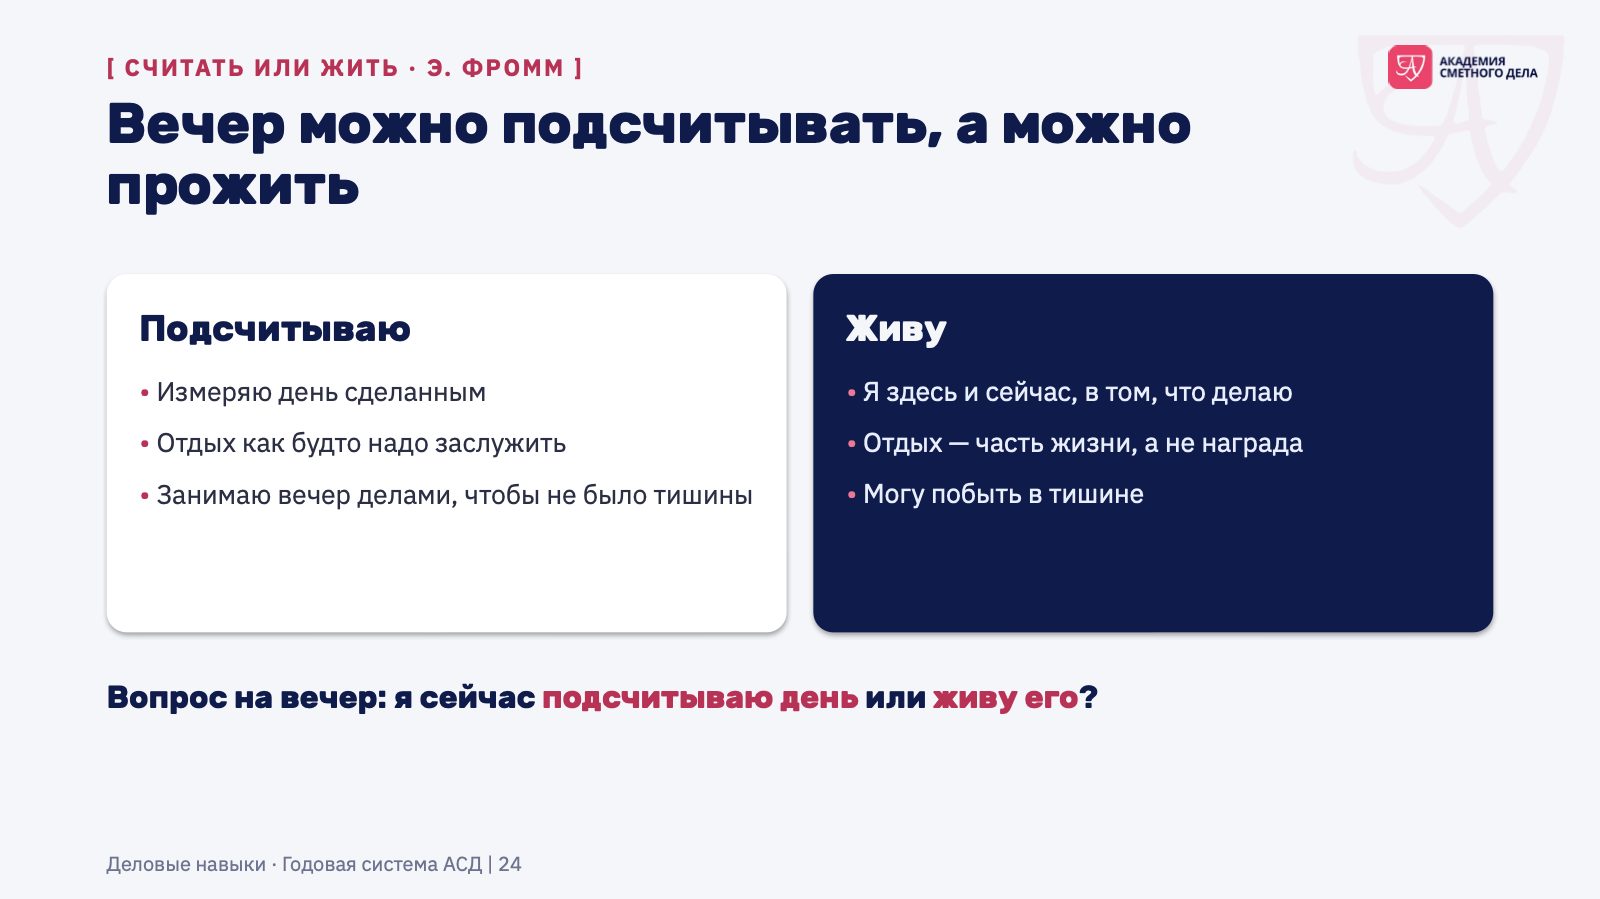 [ СЧИТАТЬ ИЛИ ЖИТЬ · Э. ФРОММ ]
АКАДЕМИЯ
СМЕТНОГО ДЕЛА
Вечер можно подсчитывать, а можно
прожить
Подсчитываю
• Измеряю день сделанным
• Отдых как будто надо заслужить
• Занимаю вечер делами, чтобы не было тишины
Живу
• Я здесь и сейчас, в том, что делаю
• Отдых — часть жизни, а не награда
• Могу побыть в тишине
Вопрос на вечер: я сейчас подсчитываю день или живу его?
Деловые навыки · Годовая система АСД | 24